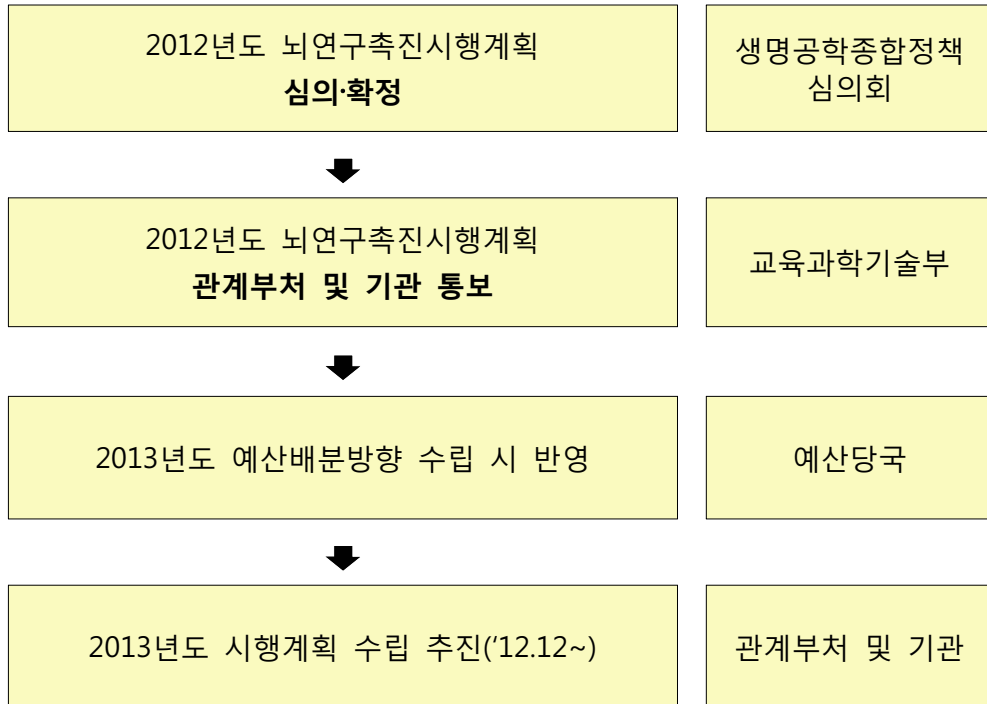 2012년도 뇌연구촉진시행계획
심의·확정
생명공학종합정책
심의회
2012년도 뇌연구촉진시행계획
관계부처 및 기관 통보
교육과학기술부
2013년도 예산배분방향 수립 시 반영
예산당국
2013년도 시행계획 수립 추진('12.12~)
관계부처 및 기관